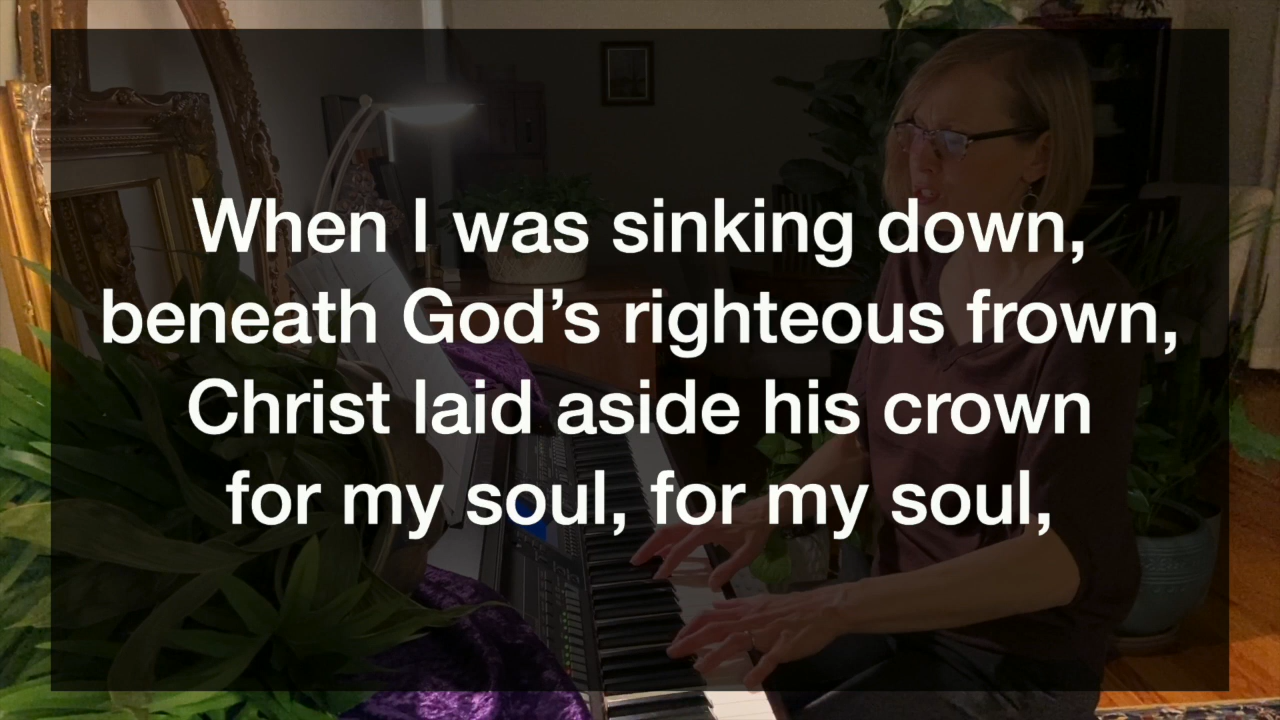 When I was sinking down,
beneath God’s righteous frown,
Christ laid aside his crown
for my soul, for my soul,